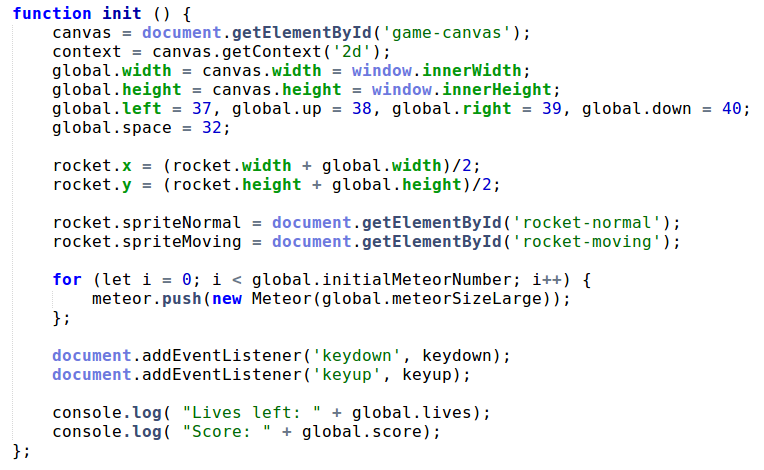 function init () {
    canvas = document.getElementById('game-canvas');
    context = canvas.getContext('2d');
    global.width = canvas.width = window.innerWidth;
    global.height = canvas.height = window.innerHeight;
    global.left = 37, global.up = 38, global.right = 39, global.down = 40;
    global.space = 32;

    rocket.x = (rocket.width + global.width)/2;
    rocket.y = (rocket.height + global.height)/2;

    rocket.spriteNormal = document.getElementById('rocket-normal');
    rocket.spriteMoving = document.getElementById('rocket-moving');

    for (let i = 0; i < global.initialMeteorNumber; i++) {
        meteor.push(new Meteor(global.meteorSizeLarge));
    };

    document.addEventListener('keydown', keydown);
    document.addEventListener('keyup', keyup);

    console.log( "Lives left: " + global.lives);
    console.log( "Score: " + global.score);
};